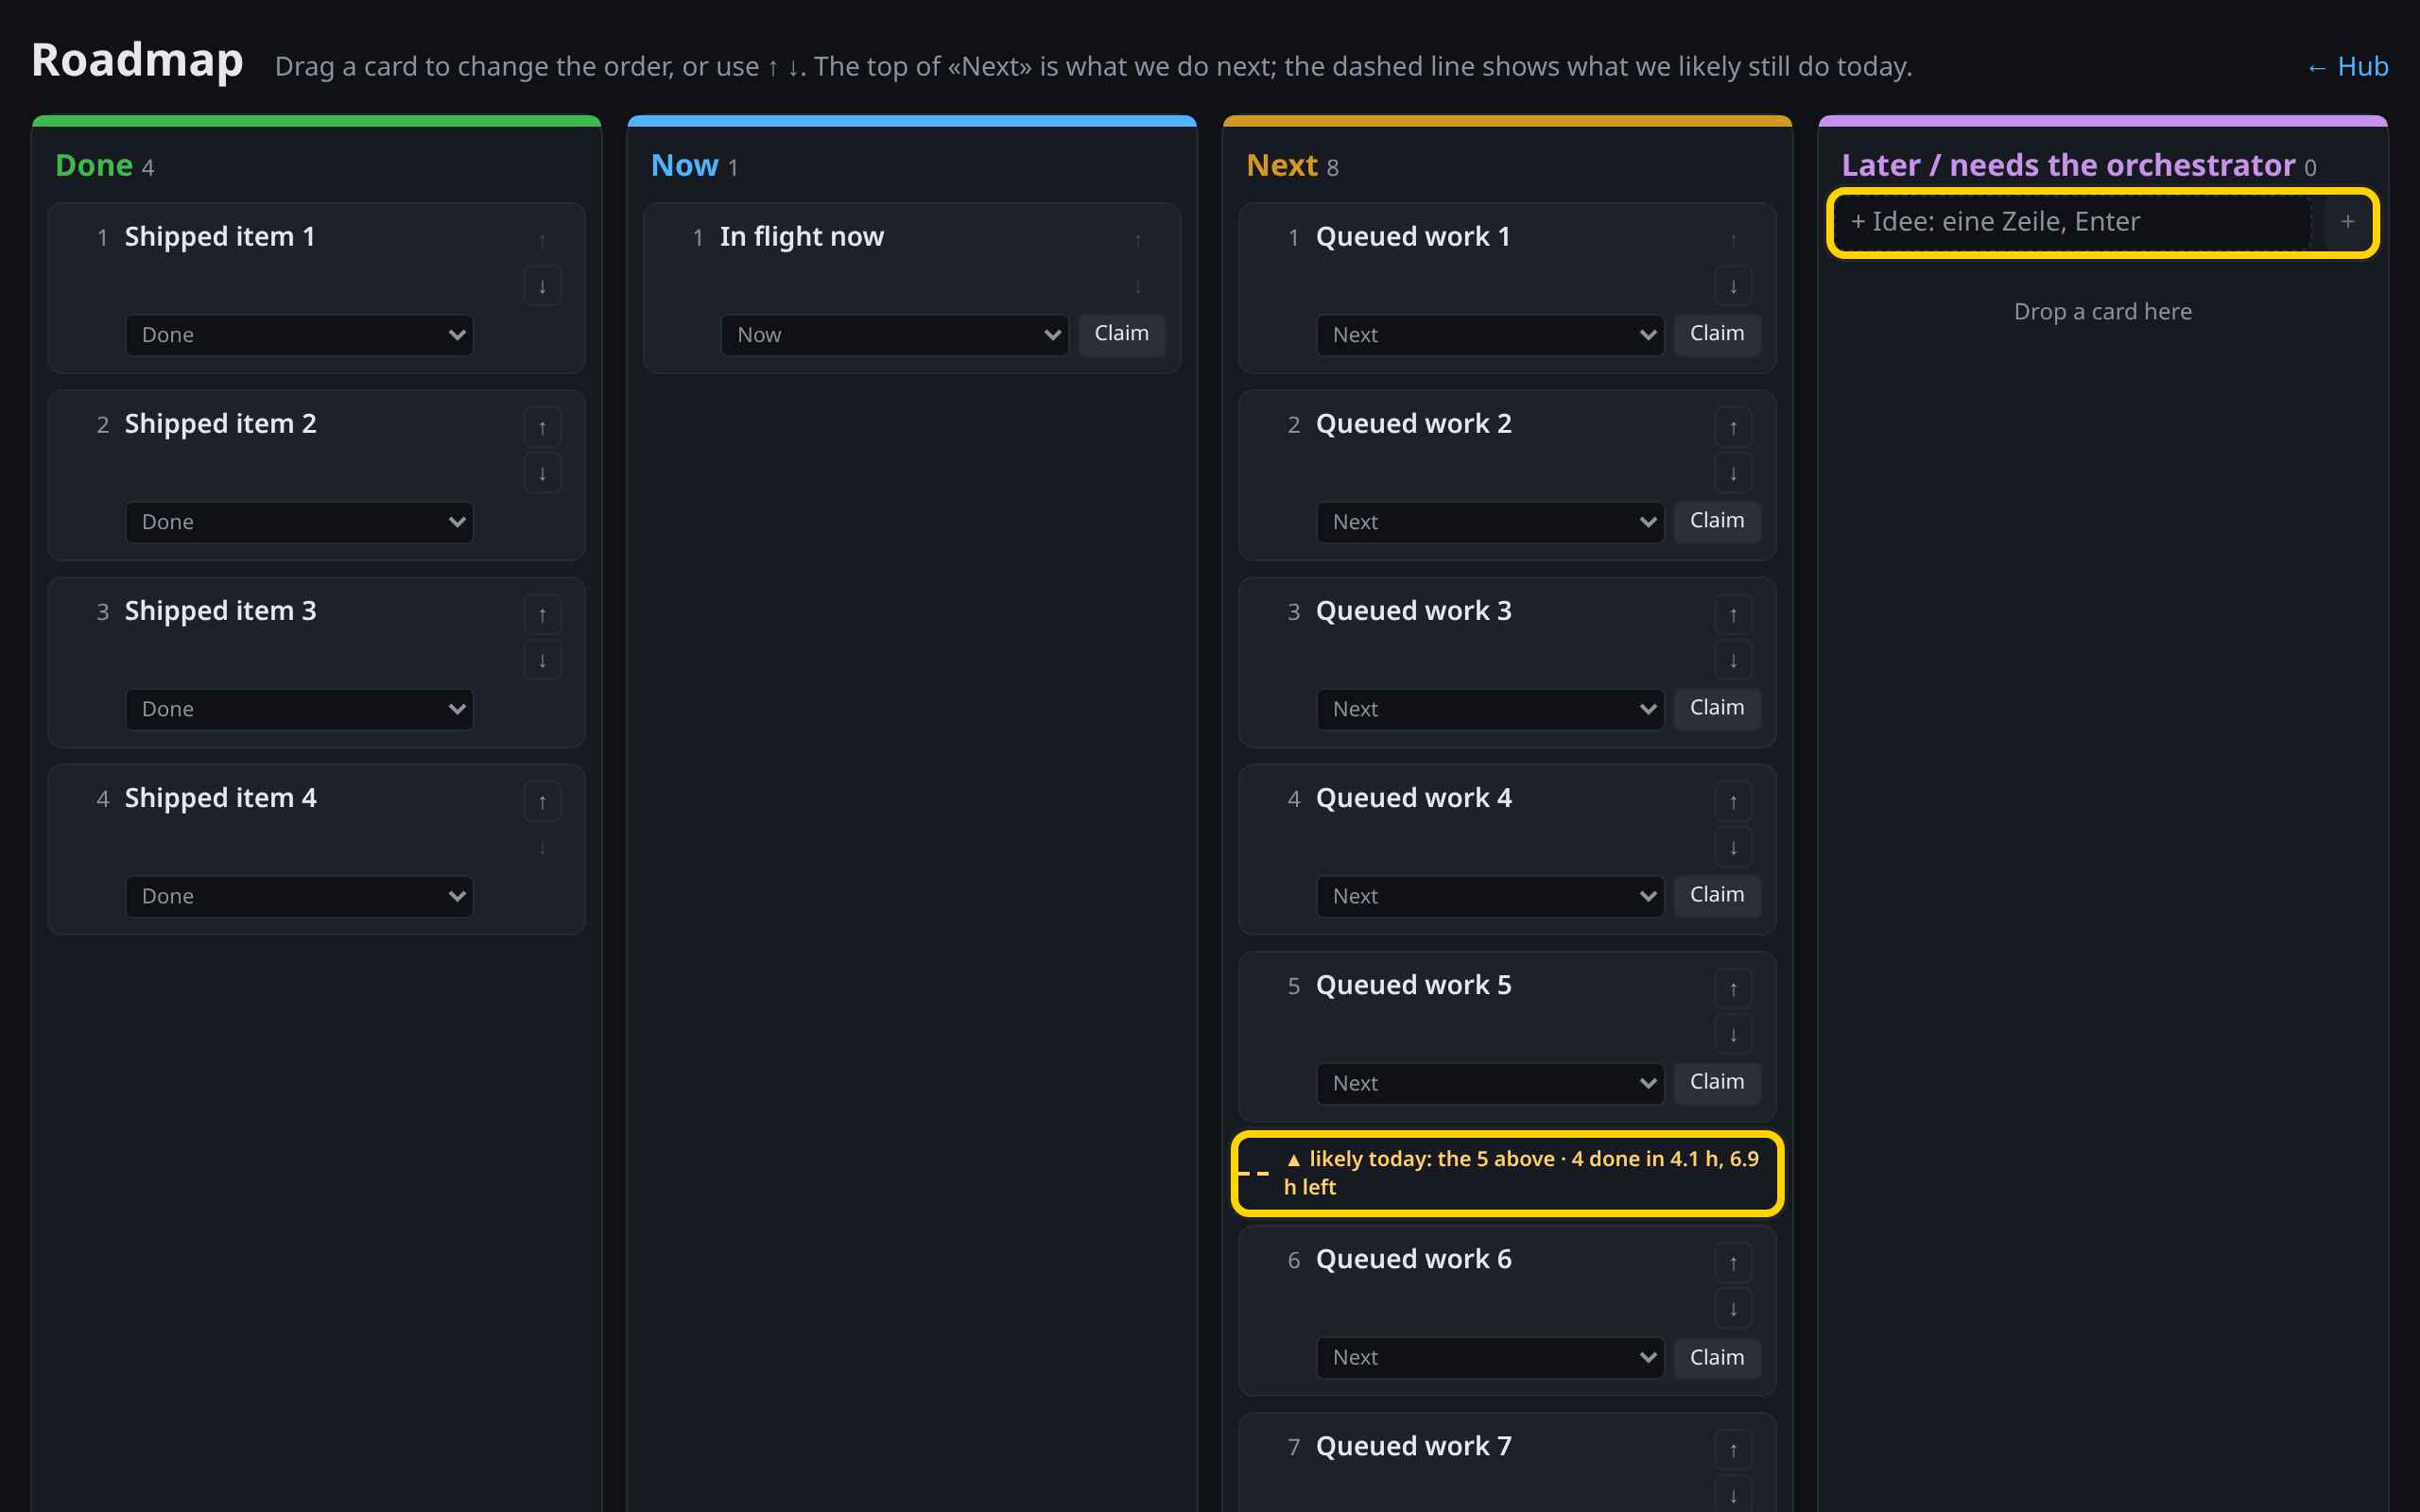 Roadmap
Drag a card to change the order, or use ↑ ↓. The top of «Next» is what we do next; the dashed line shows what we likely still do today.
← Hub
Done 4
1 Shipped item 1
↑
↓
Done
2 Shipped item 2
↑
↓
Done
3 Shipped item 3
↑
↓
Done
4 Shipped item 4
↑
↓
Done
Now 1
1 In flight now
↑
↓
Now
Claim
Next 8
1 Queued work 1
↑
↓
Next
Claim
2 Queued work 2
↑
↓
Next
Claim
3 Queued work 3
↑
↓
Next
Claim
4 Queued work 4
↑
↓
Next
Claim
5 Queued work 5
↑
↓
Next
Claim
▲ likely today: the 5 above · 4 done in 4.1 h, 6.9
h left
6 Queued work 6
↑
↓
Next
Claim
7 Queued work 7
↑
↓
Later / needs the orchestrator 0
+ Idee: eine Zeile, Enter
+
Drop a card here